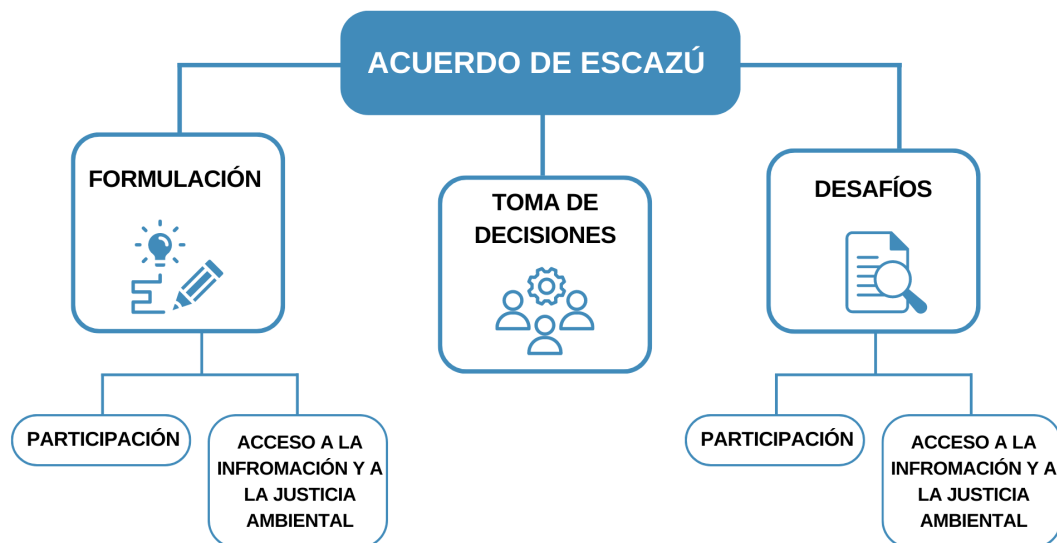 ACUERDO DE ESCAZÚ
FORMULACIÓN
TOMA DE
DECISIONES
DESAFÍOS
PARTICIPACIÓN
ACCESO A LA
INFROMACIÓN Y A
LA JUSTICIA
AMBIENTAL
PARTICIPACIÓN
ACCESO A LA
INFROMACIÓN Y A
LA JUSTICIA
AMBIENTAL